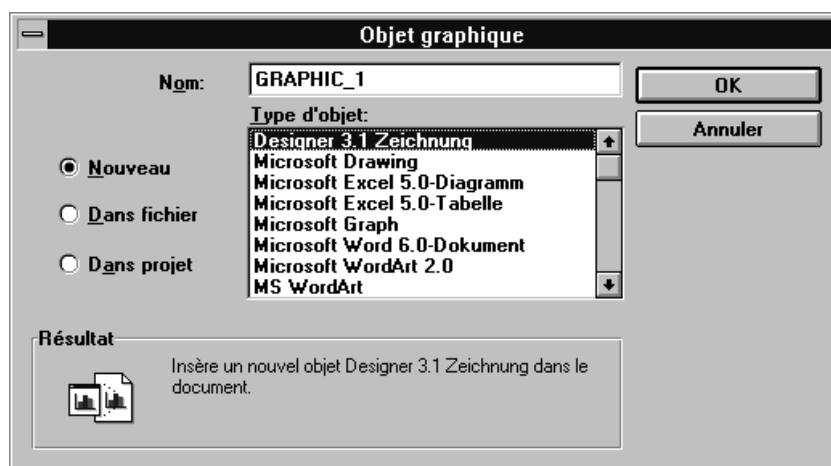 Objet graphique
Nom:
GRAPHIC_1
OK
Type d'objet:
Annuler
Designer 3.1 Zeichnung
Nouveau
Microsoft Drawing
Microsoft Excel 5.0-Diagramm
Microsoft Excel 5.0-Tabelle
Dans fichier
Microsoft Graph
Microsoft Word 6.0-Dokument
Dans projet
Microsoft WordArt 2.0
MS WordArt
Résultat
Insère un nouvel objet Designer 3.1 Zeichnung dans le
document.